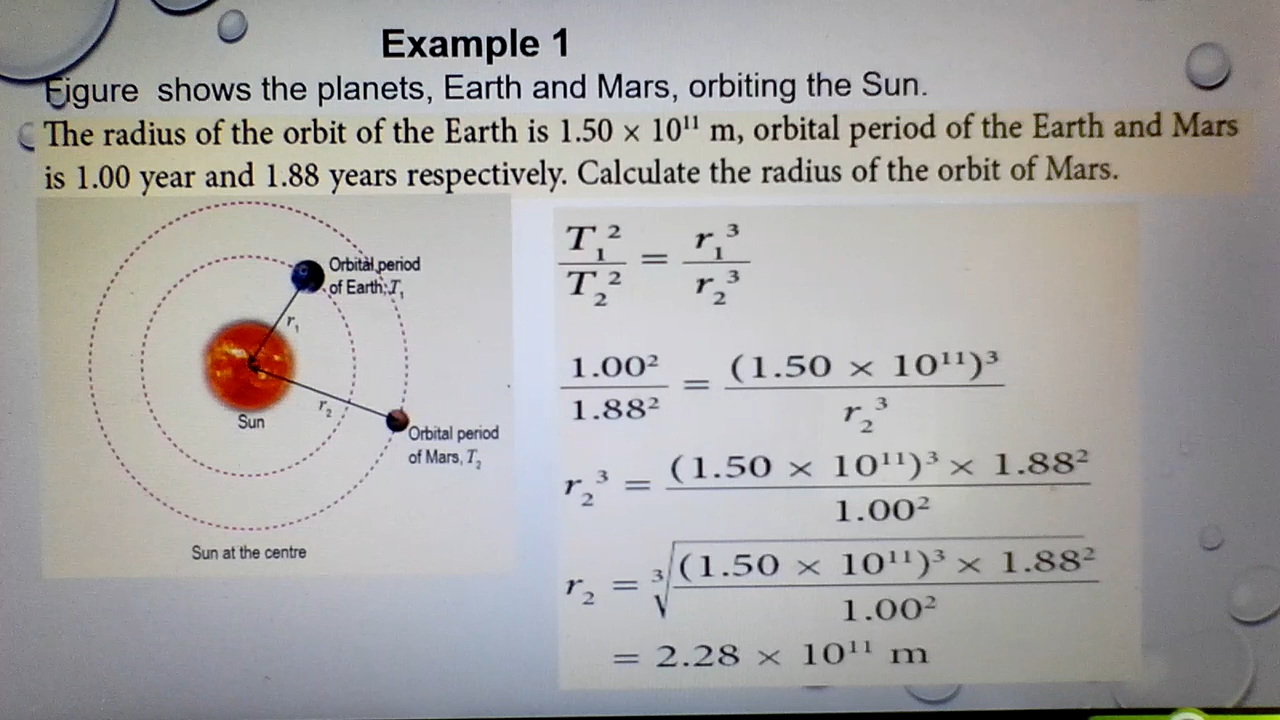 Example 1
Figure shows the planets, Earth and Mars, orbiting the Sun.
The radius of the orbit of the Earth is 1.50 × 10¹¹ m, orbital period of the Earth and Mars
is 1.00 year and 1.88 years respectively. Calculate the radius of the orbit of Mars.
Orbital period
of Earth, T₁
r₁
r₂
Sun
Orbital period
of Mars, T₂
Sun at the centre
T₁² / T₂² = r₁³ / r₂³
1.00² / 1.88² = (1.50 × 10¹¹)³ / r₂³
r₂³ = (1.50 × 10¹¹)³ × 1.88² / 1.00²
r₂ = ∛((1.50 × 10¹¹)³ × 1.88² / 1.00²)
= 2.28 × 10¹¹ m